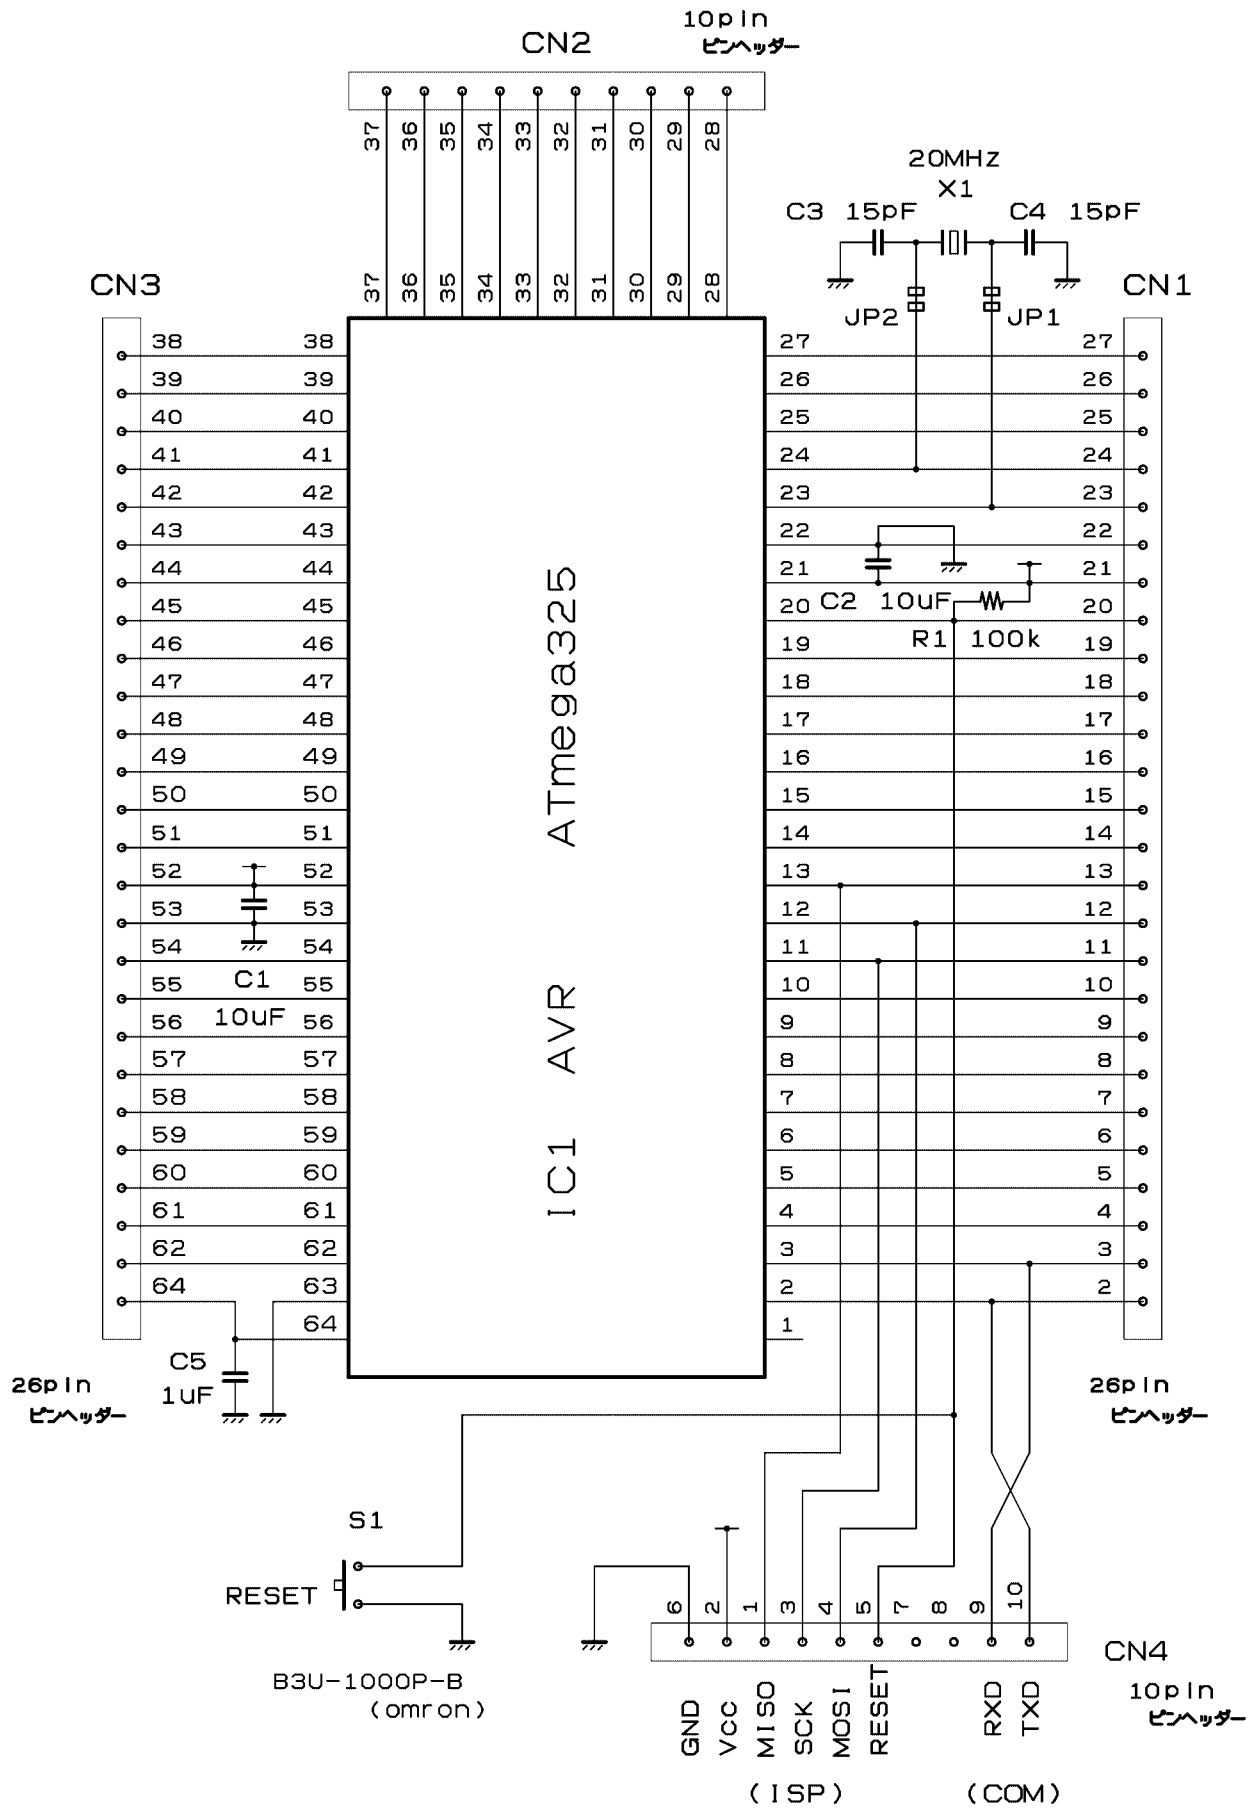 10pin
CN2
ピンヘッダー
37 36 35 34 33 32 31 30 29 28
20MHz
X1
C3 15pF
C4 15pF
37 36 35 34 33 32 31 30 29 28
CN3
CN1
JP2
JP1
38 38 27 27
39 39 26 26
40 40 25 25
41 41 24 24
42 42 23 23
43 43 22 22
44 44 21 21
45 45 20 C2 10uF 20
46 46 19 R1 100k 19
47 47 18 18
48 48 17 17
49 49 16 16
50 50 15 15
51 51 14 14
52 52 13 13
53 53 12 12
54 54 11 11
C1
55 55 10 10
10uF
56 56 9 9
57 57 8 8
58 58 7 7
59 59 6 6
60 60 5 5
61 61 4 4
62 62 3 3
64 63 2 2
64 1
IC1 AVR ATmega325
C5
1uF
26pin
ピンヘッダー
26pin
ピンヘッダー
S1
RESET
B3U-1000P-B
(omron)
6 2 1 3 4 5 7 8 9 10
CN4
10pin
ピンヘッダー
GND
VCC
MISO
SCK
MOSI
RESET
RXD
TXD
(ISP)
(COM)